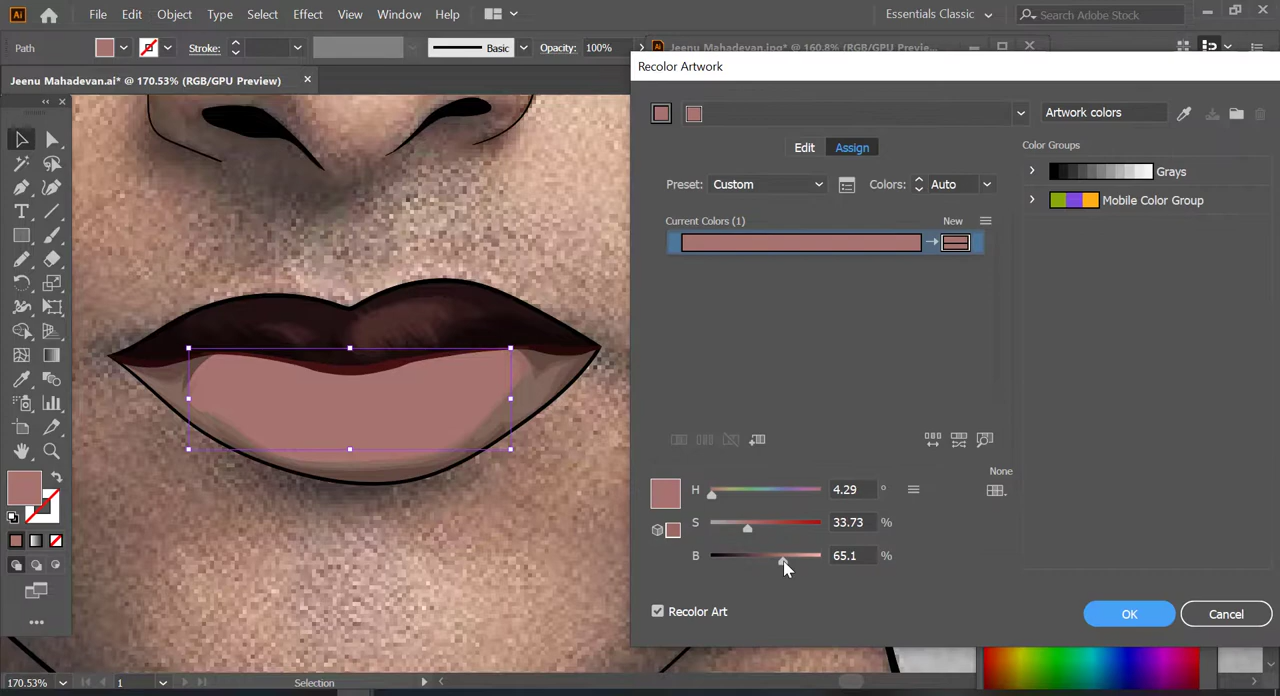 Ai File Edit Object Type Select Effect View Window Help Essentials Classic Search Adobe Stock
Path Stroke: Basic Opacity: 100% Jeenu Mahadevan.jpg* @ 160.8% (RGB/GPU Preview...
Jeenu Mahadevan.ai* @ 170.53% (RGB/GPU Preview) ×
Recolor Artwork
Artwork colors
Edit Assign
Color Groups
Preset: Custom Colors: Auto
Grays
Mobile Color Group
Current Colors (1) New
None
H 4.29 °
S 33.73 %
B 65.1 %
Recolor Art
OK Cancel
170.53% 1 Selection